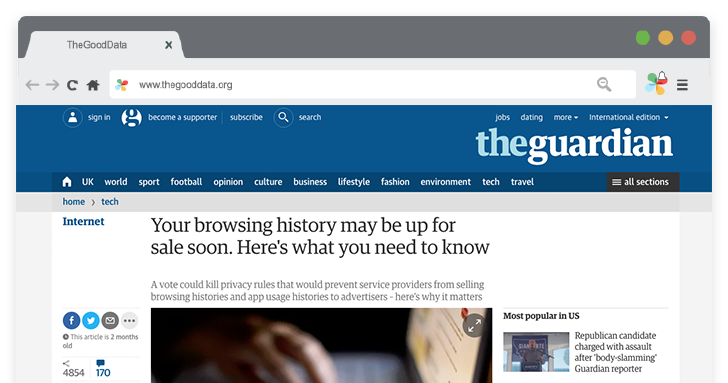 TheGoodData X
www.thegooddata.org
sign in become a supporter subscribe search jobs dating more International edition
theguardian
UK world sport football opinion culture business lifestyle fashion environment tech travel all sections
home › tech
Internet
Your browsing history may be up for
sale soon. Here's what you need to know
A vote could kill privacy rules that would prevent service providers from selling
browsing histories and app usage histories to advertisers – here's why it matters
This article is 2 months
old
4854 170
Most popular in US
Republican candidate
charged with assault
after 'body-slamming'
Guardian reporter